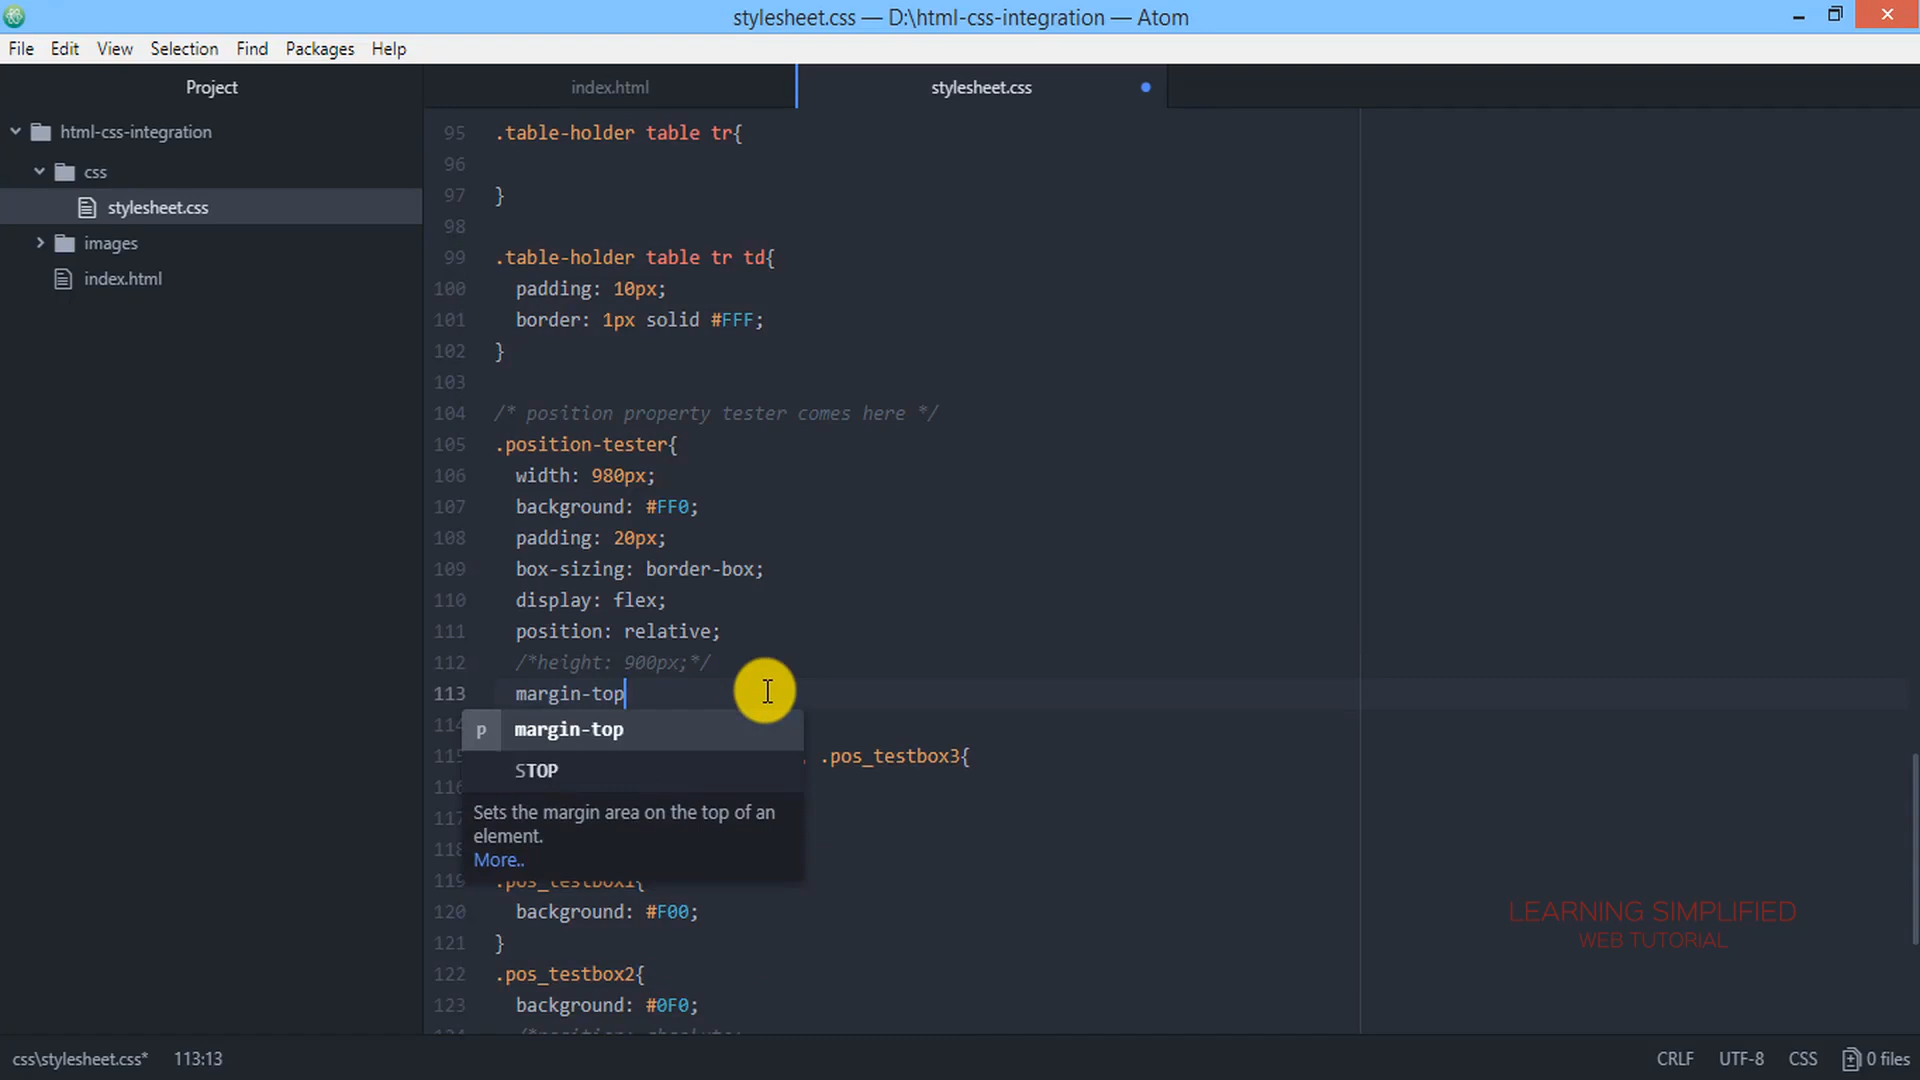 stylesheet.css — D:\html-css-integration — Atom
File Edit View Selection Find Packages Help
Project
index.html
stylesheet.css
html-css-integration
css
stylesheet.css
images
index.html
95 .table-holder table tr{
96
97 }
98
99 .table-holder table tr td{
100 padding: 10px;
101 border: 1px solid #FFF;
102 }
103
104 /* position property tester comes here */
105 .position-tester{
106 width: 980px;
107 background: #FF0;
108 padding: 20px;
109 box-sizing: border-box;
110 display: flex;
111 position: relative;
112 /*height: 900px;*/
113 margin-top
p margin-top
STOP
Sets the margin area on the top of an
element.
More..
.pos_testbox3{
119 .pos_testbox1{
120 background: #F00;
121 }
122 .pos_testbox2{
123 background: #0F0;
124 /*position: absolute;
LEARNING SIMPLIFIED
WEB TUTORIAL
css\stylesheet.css* 113:13
CRLF UTF-8 CSS 0 files